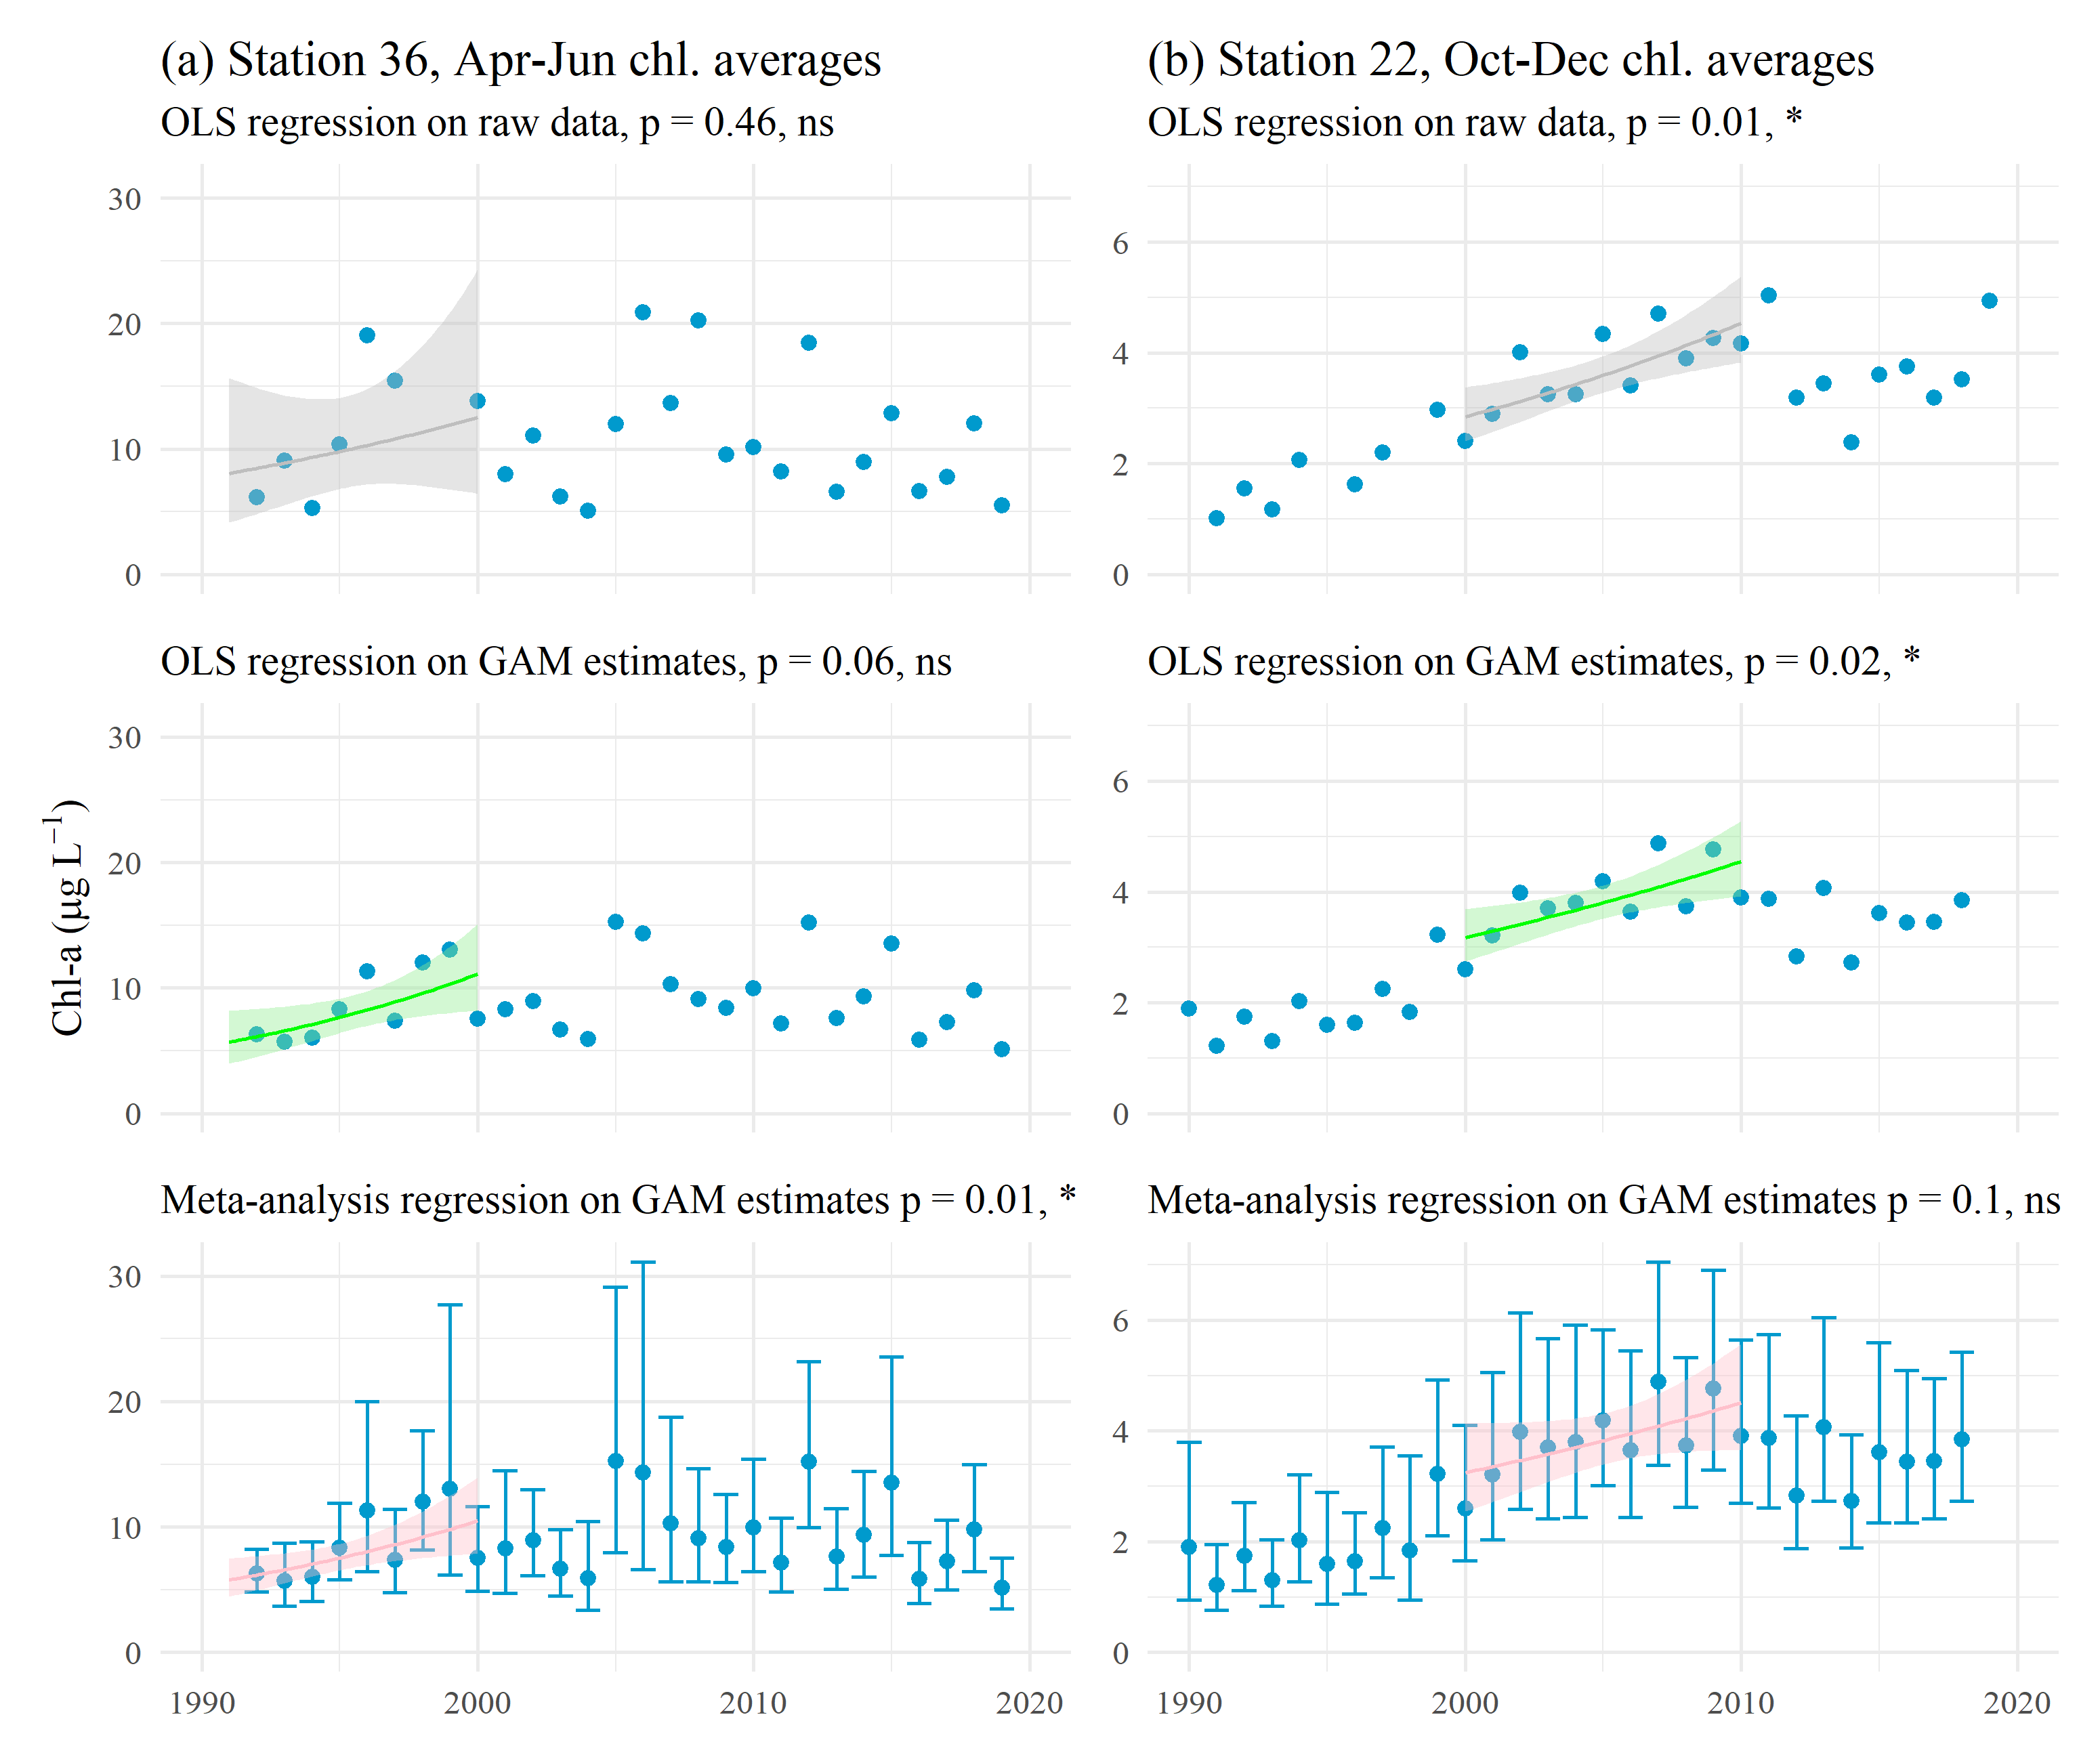 (a) Station 36, Apr-Jun chl. averages
OLS regression on raw data, p = 0.46, ns
30
20
10
0
OLS regression on GAM estimates, p = 0.06, ns
30
20
10
0
Meta-analysis regression on GAM estimates p = 0.01, *
30
20
10
0
1990 2000 2010 2020
Chl-a (μg L⁻¹)
(b) Station 22, Oct-Dec chl. averages
OLS regression on raw data, p = 0.01, *
6
4
2
0
OLS regression on GAM estimates, p = 0.02, *
6
4
2
0
Meta-analysis regression on GAM estimates p = 0.1, ns
6
4
2
0
1990 2000 2010 2020